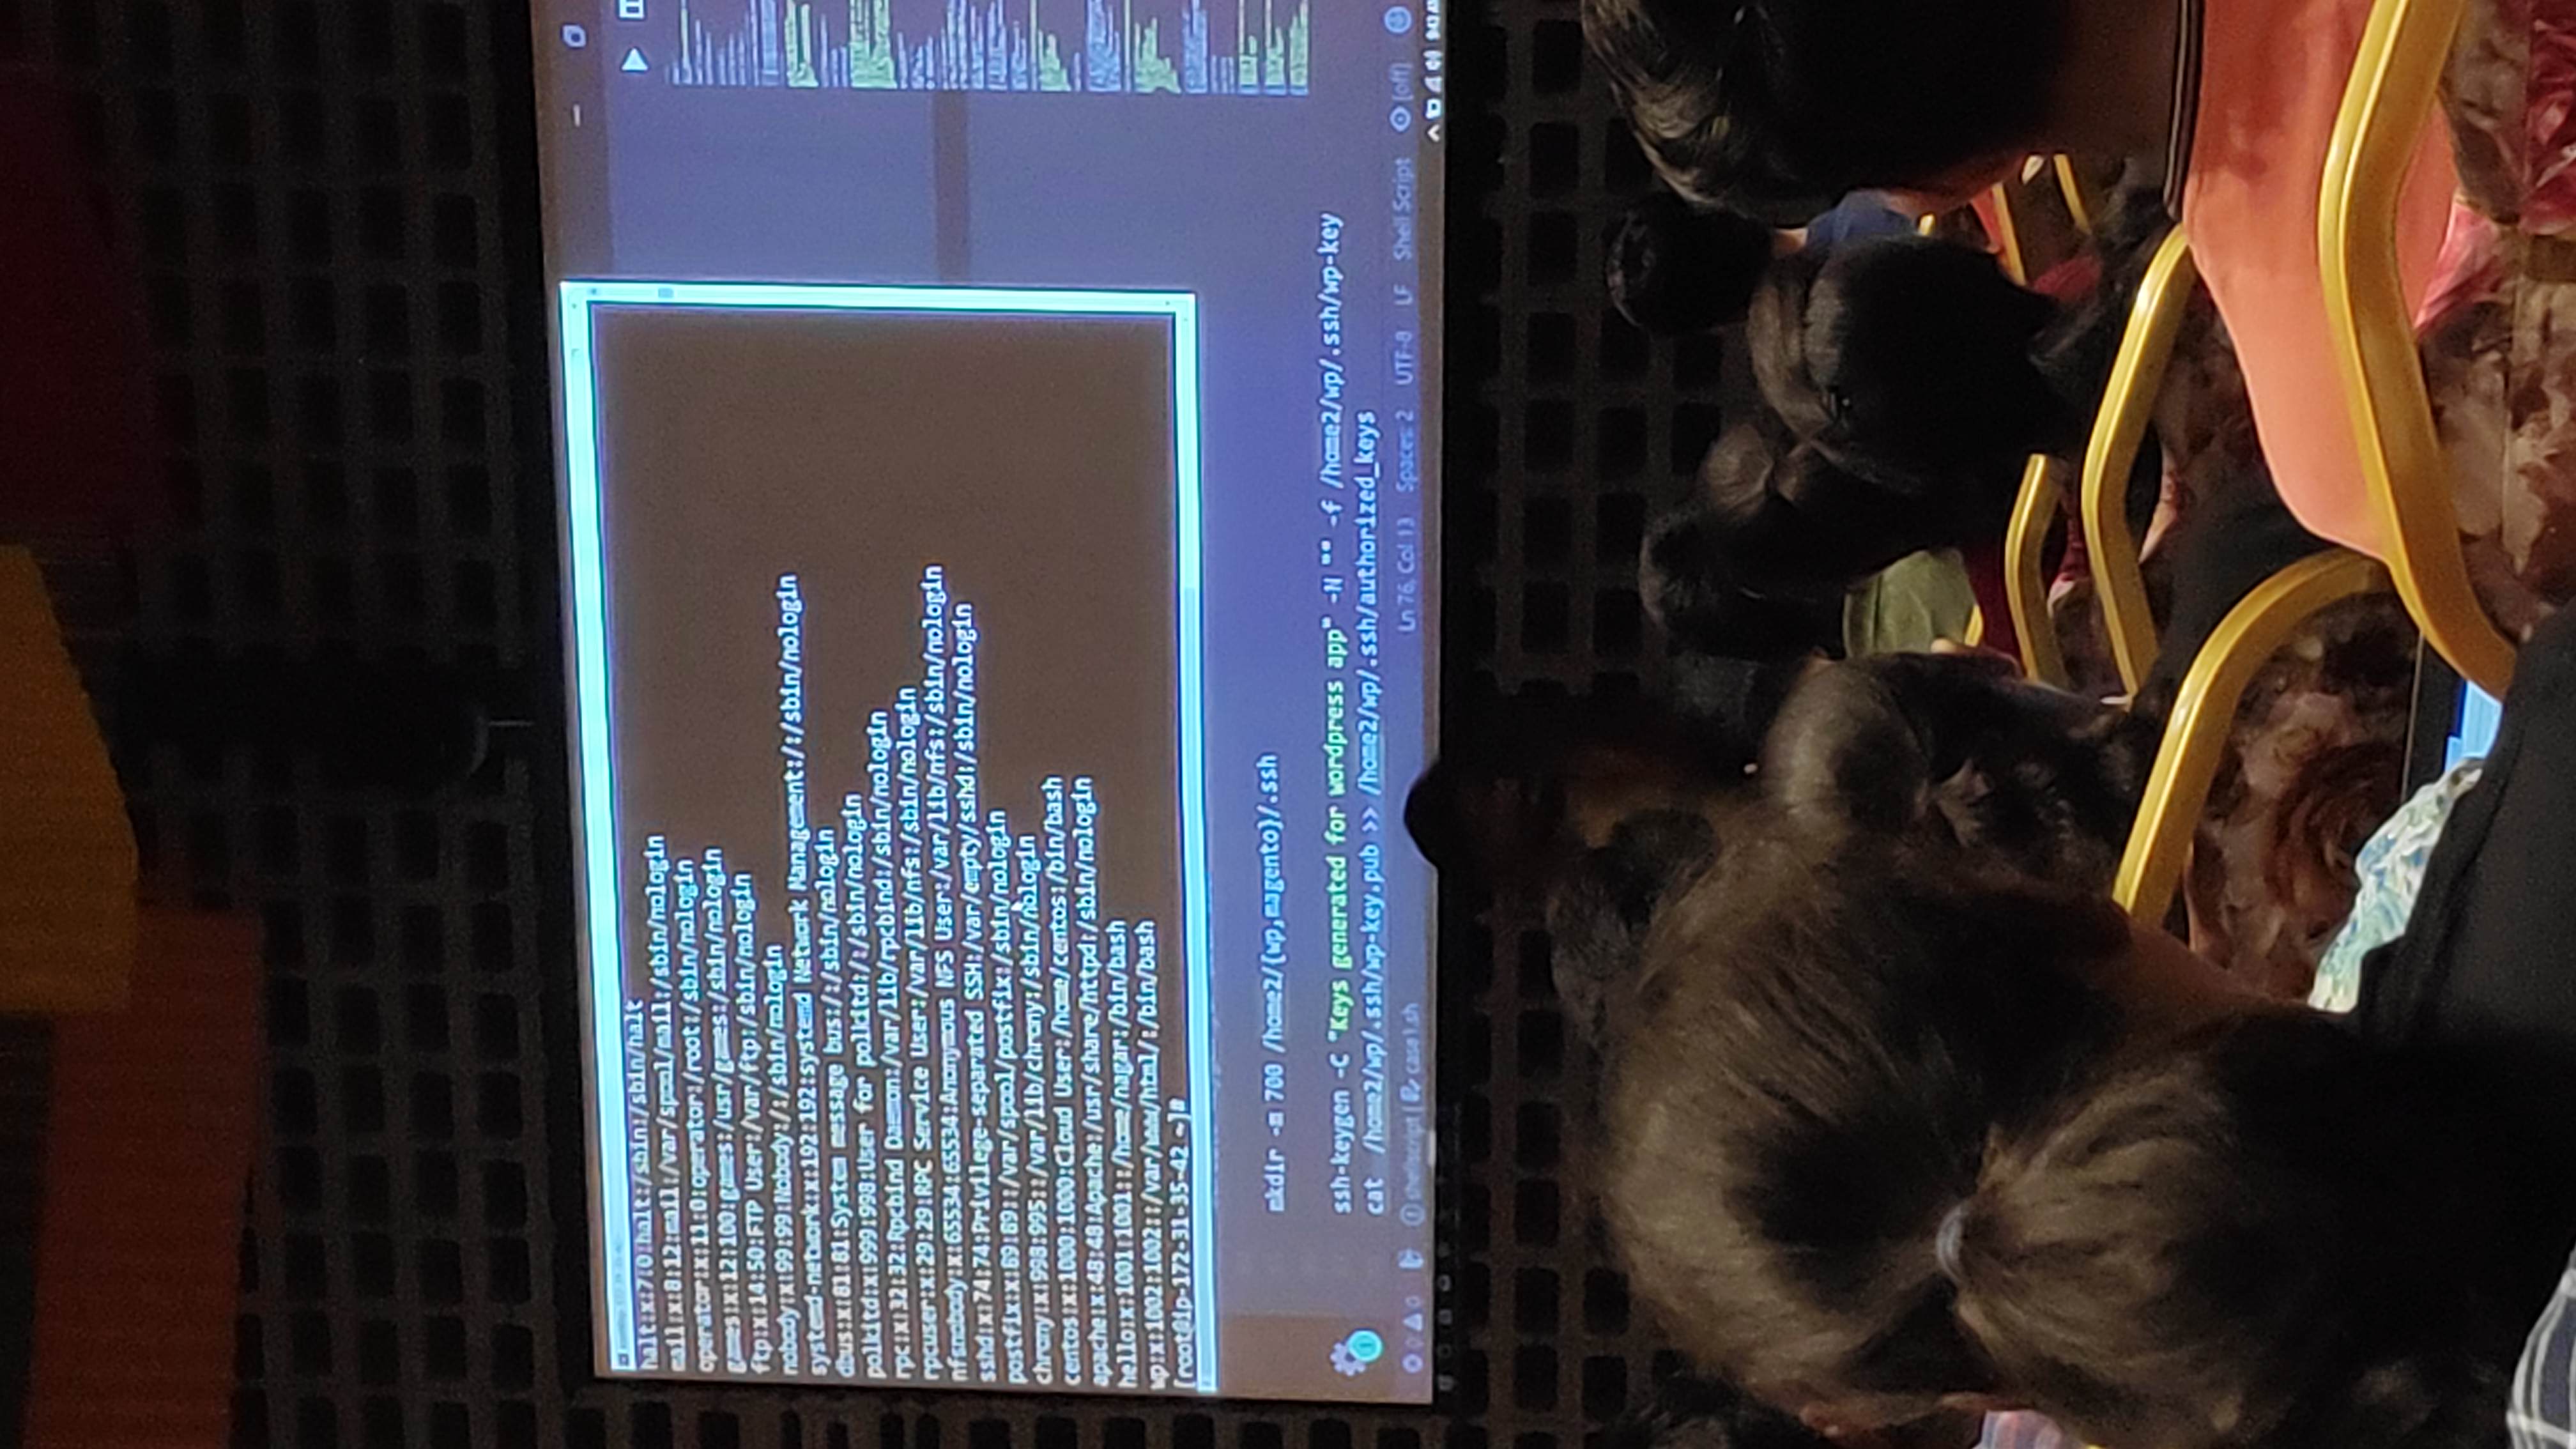 halt:x:7:0:halt:/sbin:/sbin/halt
mail:x:8:12:mail:/var/spool/mail:/sbin/nologin
operator:x:11:0:operator:/root:/sbin/nologin
games:x:12:100:games:/usr/games:/sbin/nologin
ftp:x:14:50:FTP User:/var/ftp:/sbin/nologin
nobody:x:99:99:Nobody:/:/sbin/nologin
systemd-network:x:192:192:systemd Network Management:/:/sbin/nologin
dbus:x:81:81:System message bus:/:/sbin/nologin
polkitd:x:999:998:User for polkitd:/:/sbin/nologin
rpc:x:32:32:Rpcbind Daemon:/var/lib/rpcbind:/sbin/nologin
rpcuser:x:29:29:RPC Service User:/var/lib/nfs:/sbin/nologin
nfsnobody:x:65534:65534:Anonymous NFS User:/var/lib/nfs:/sbin/nologin
sshd:x:74:74:Privilege-separated SSH:/var/empty/sshd:/sbin/nologin
postfix:x:89:89::/var/spool/postfix:/sbin/nologin
chrony:x:998:995::/var/lib/chrony:/sbin/nologin
centos:x:1000:1000:Cloud User:/home/centos:/bin/bash
apache:x:48:48:Apache:/usr/share/httpd:/sbin/nologin
hello:x:1001:1001::/home/nagar:/bin/bash
wp:x:1002:1002::/var/www/html/:/bin/bash
[root@ip-172-31-35-42 ~]#
mkdir -m 700 /home2/{wp,magento}/.ssh
ssh-keygen -C "Keys generated for wordpress app" -N "" -f /home2/wp/.ssh/wp-key
cat /home2/wp/.ssh/wp-key.pub >> /home2/wp/.ssh/authorized_keys
0 0 shellscript | case1.sh Ln 76, Col 13 Spaces: 2 UTF-8 LF Shell Script (off)
9:43 AM